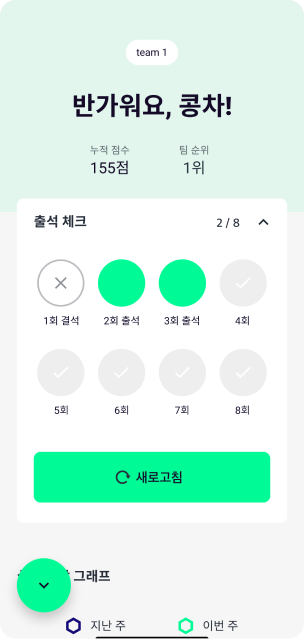 team 1
반가워요, 콩차!
누적 점수 팀 순위
155점 1위
출석 체크 2 / 8
1회 결석 2회 출석 3회 출석 4회
5회 6회 7회 8회
새로고침
그래프
지난 주 이번 주